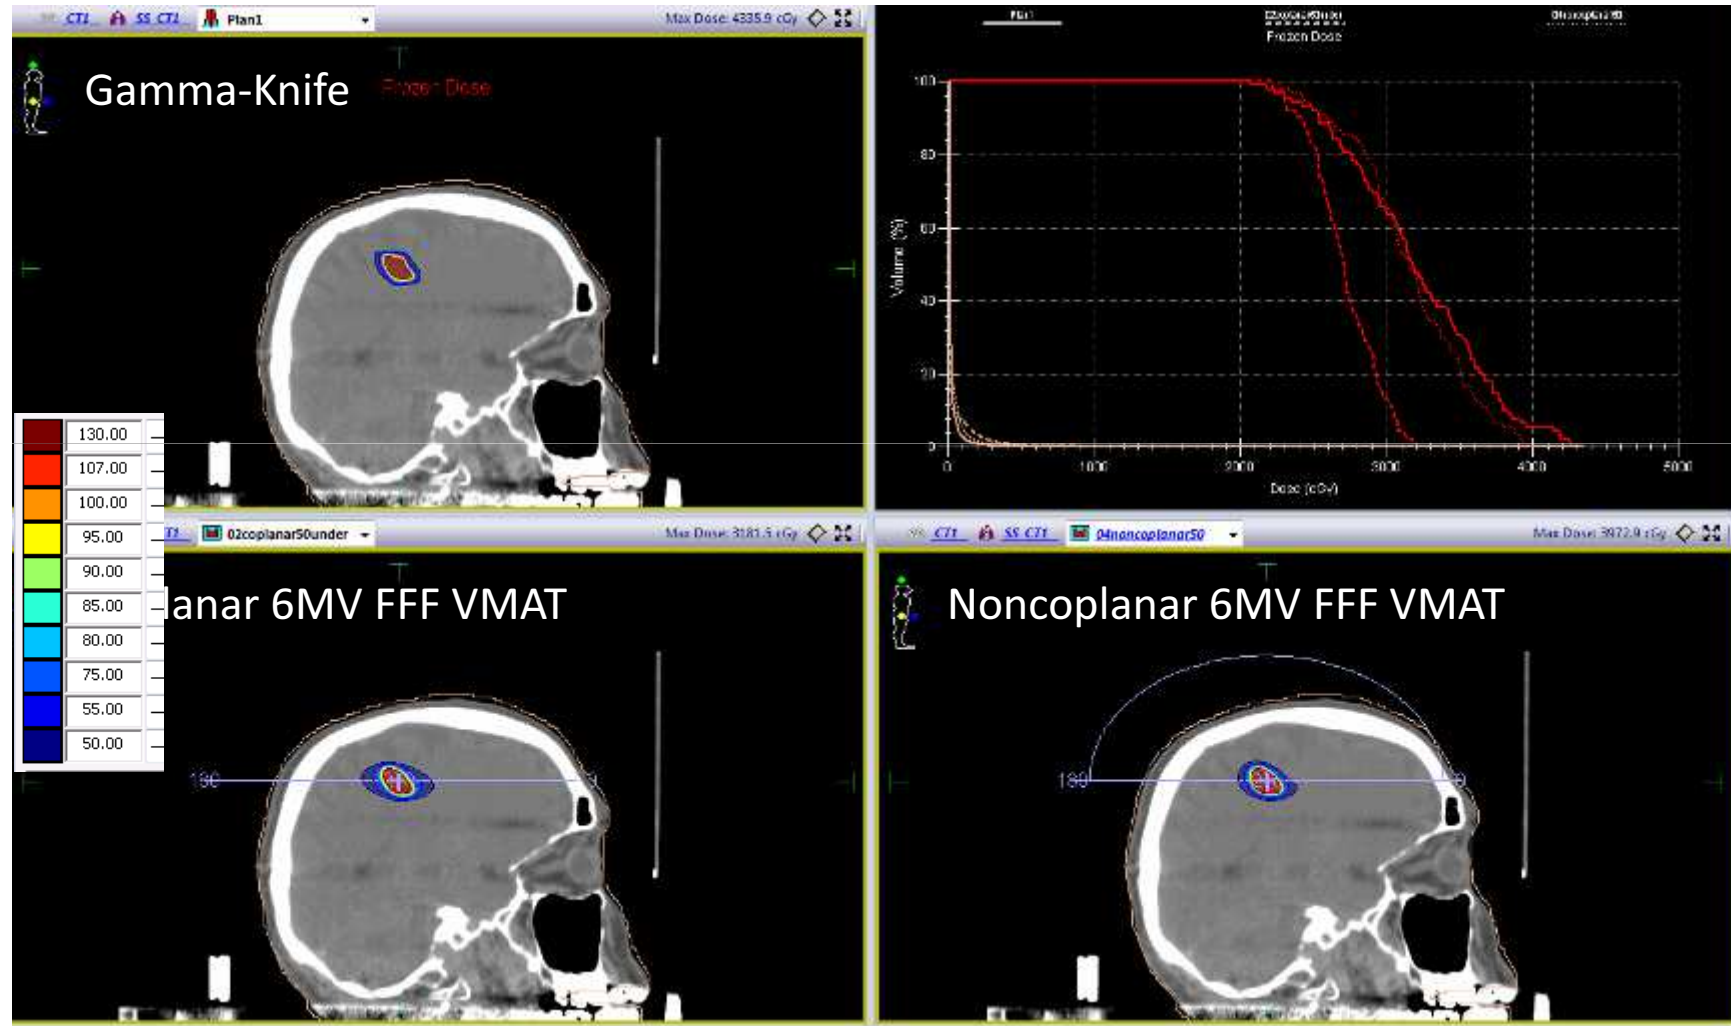 CT1 SS CT1 Plan1 Max Dose: 4335.9 cGy
Gamma-Knife
Frozen Dose
Plan1
Frozen Dose
100
80
60
40
20
0
Volume (%)
0 1000 2000 3000 4000 5000
Dose (cGy)
130.00
107.00
100.00
95.00
90.00
85.00
80.00
75.00
55.00
50.00
02coplanar50under Max Dose: 3181.5 cGy
lanar 6MV FFF VMAT
180
CT1 SS CT1 04noncoplanar50 Max Dose: 3972.9 cGy
Noncoplanar 6MV FFF VMAT
180